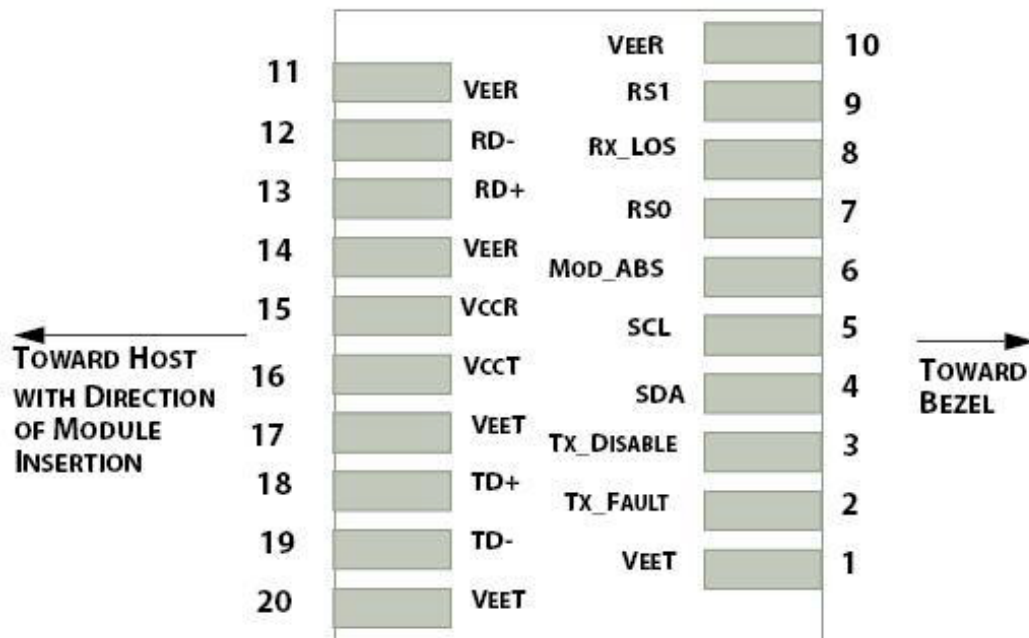 VEER 10
11 VEER
RS1 9
12 RD-
Rx_LOS 8
13 RD+
RS0 7
14 VEER
MOD_ABS 6
15 VCCR
SCL 5
TOWARD HOST
WITH DIRECTION
OF MODULE
INSERTION
TOWARD
BEZEL
16 VCCT
SDA 4
17 VEET
TX_DISABLE 3
18 TD+
TX_FAULT 2
19 TD-
VEET 1
20 VEET